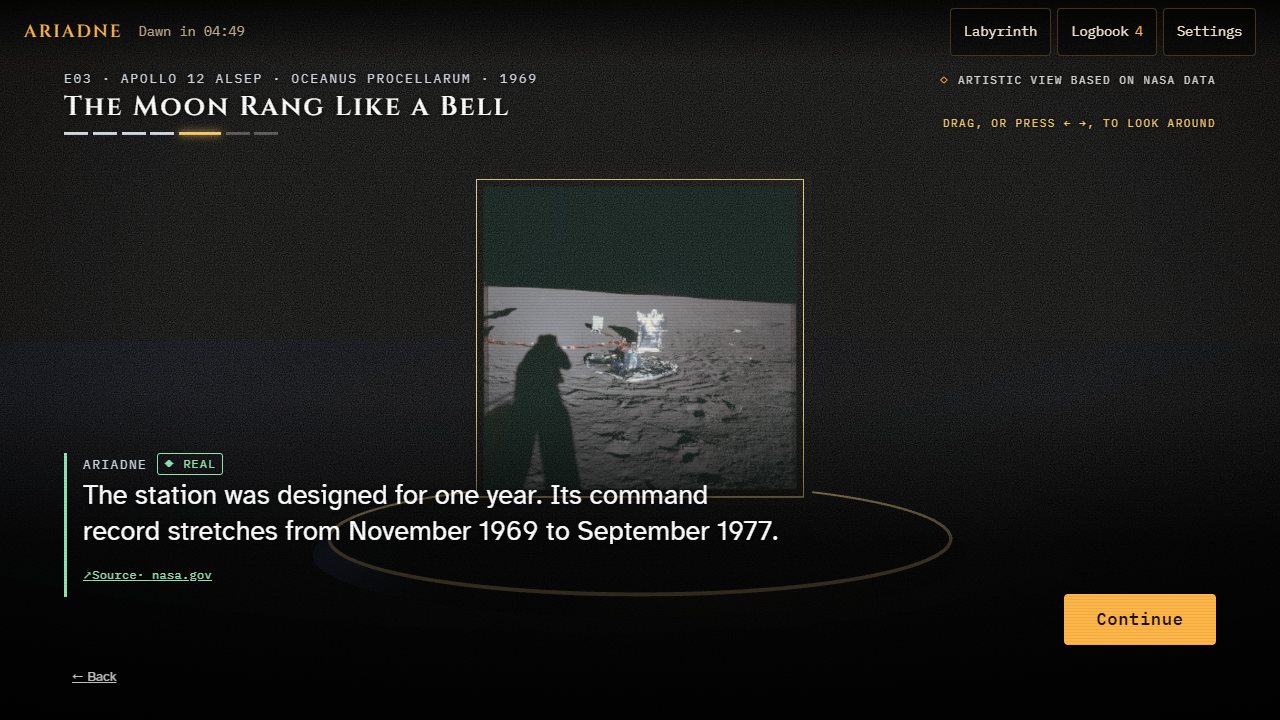 ARIADNE Dawn in 04:49
Labyrinth Logbook 4 Settings
E03 · APOLLO 12 ALSEP · OCEANUS PROCELLARUM · 1969
The Moon Rang Like a Bell
◇ ARTISTIC VIEW BASED ON NASA DATA
DRAG, OR PRESS ← →, TO LOOK AROUND
ARIADNE ◆ REAL
The station was designed for one year. Its command
record stretches from November 1969 to September 1977.
↗Source· nasa.gov
Continue
← Back